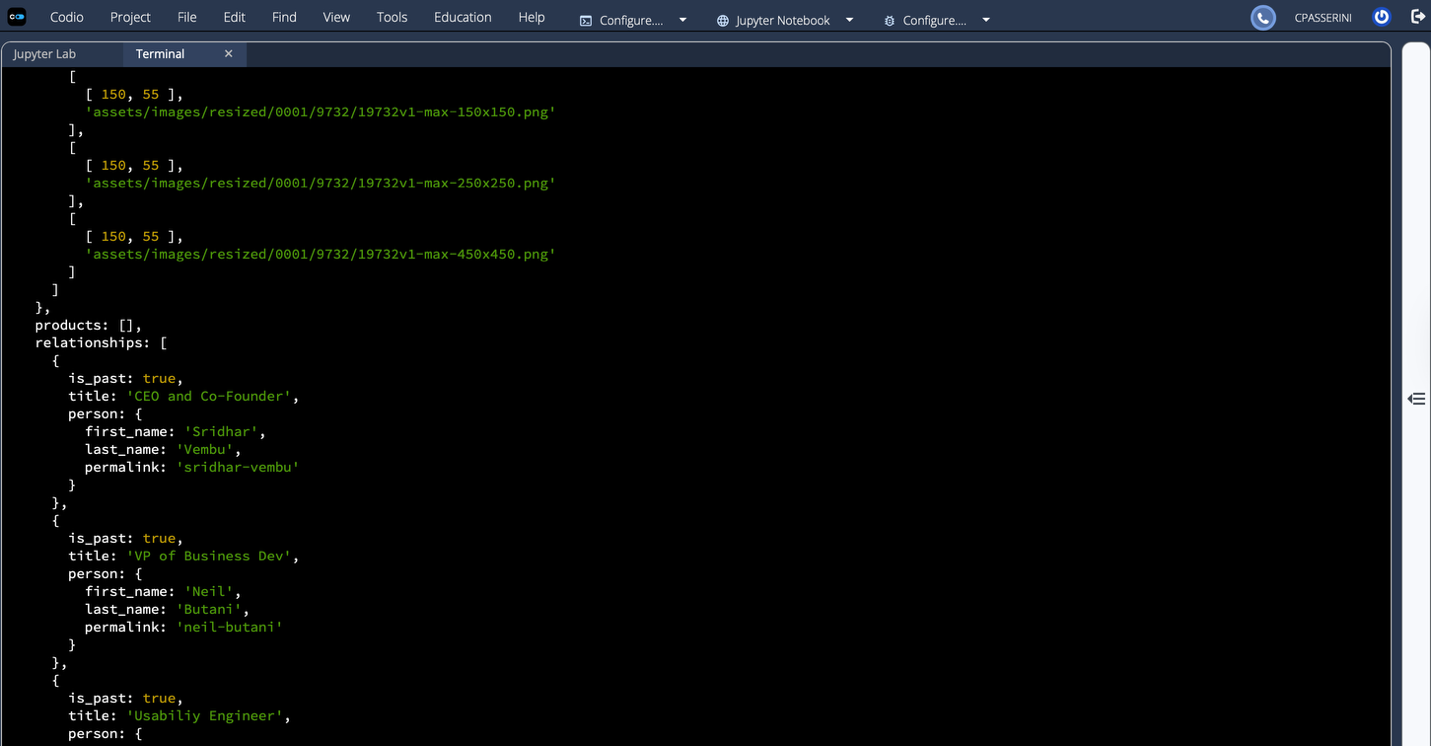 Codio Project File Edit Find View Tools Education Help Configure.... Jupyter Notebook Configure.... CPASSERINI
Jupyter Lab Terminal ×
[
[ 150, 55 ],
'assets/images/resized/0001/9732/19732v1-max-150x150.png'
],
[
[ 150, 55 ],
'assets/images/resized/0001/9732/19732v1-max-250x250.png'
],
[
[ 150, 55 ],
'assets/images/resized/0001/9732/19732v1-max-450x450.png'
]
]
},
products: [],
relationships: [
{
is_past: true,
title: 'CEO and Co-Founder',
person: {
first_name: 'Sridhar',
last_name: 'Vembu',
permalink: 'sridhar-vembu'
}
},
{
is_past: true,
title: 'VP of Business Dev',
person: {
first_name: 'Neil',
last_name: 'Butani',
permalink: 'neil-butani'
}
},
{
is_past: true,
title: 'Usabiliy Engineer',
person: {